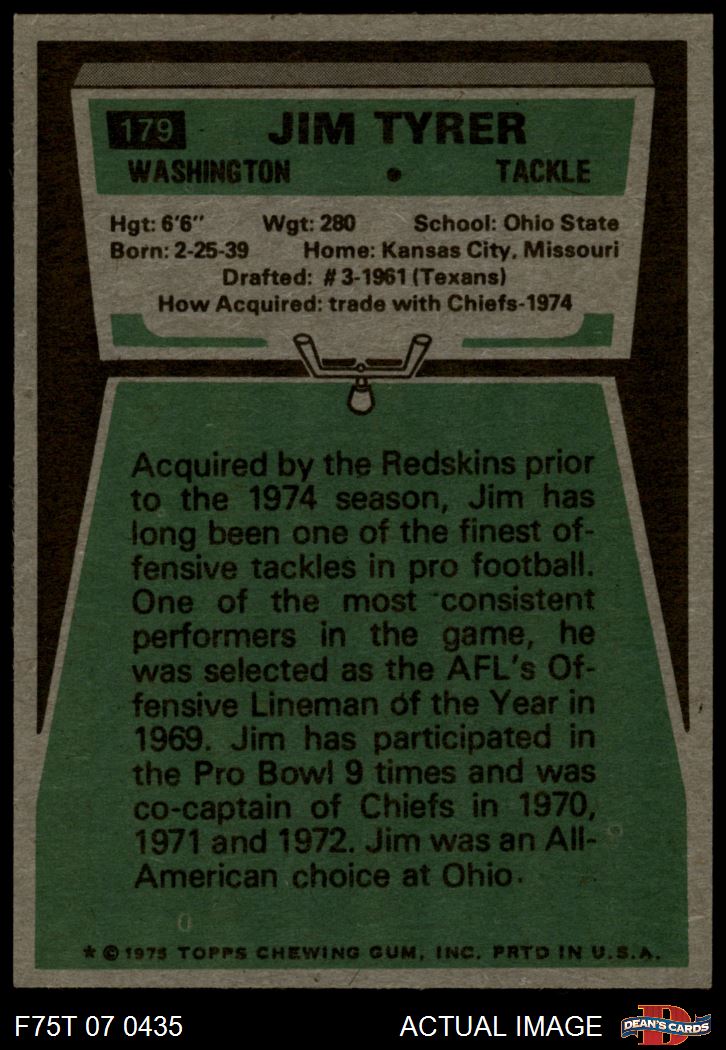 179 JIM TYRER
WASHINGTON • TACKLE
Hgt: 6'6" Wgt: 280 School: Ohio State
Born: 2-25-39 Home: Kansas City, Missouri
Drafted: #3-1961 (Texans)
How Acquired: trade with Chiefs-1974
Acquired by the Redskins prior
to the 1974 season, Jim has
long been one of the finest of-
fensive tackles in pro football.
One of the most consistent
performers in the game, he
was selected as the AFL's Of-
fensive Lineman of the Year in
1969. Jim has participated in
the Pro Bowl 9 times and was
co-captain of Chiefs in 1970,
1971 and 1972. Jim was an All-
American choice at Ohio.
* © 1975 TOPPS CHEWING GUM, INC. PRTD IN U.S.A.
F75T 07 0435 ACTUAL IMAGE D DEAN'S CARDS